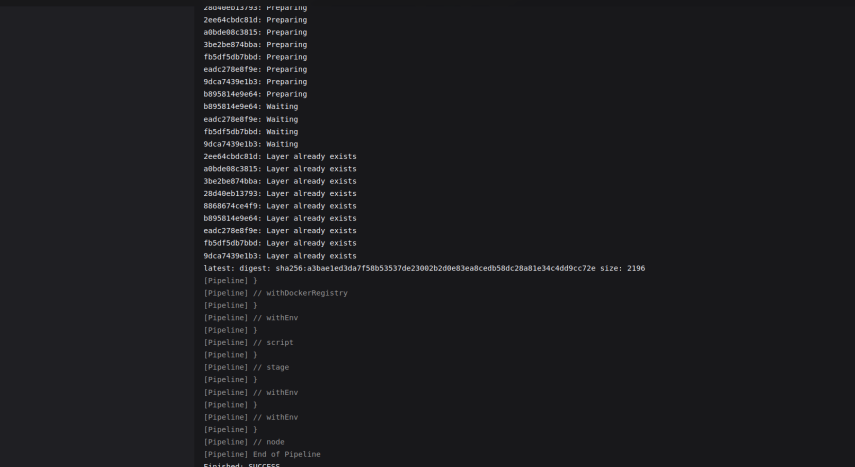 28d40eb13793: Preparing
2ee64cbdc81d: Preparing
a0bde08c3815: Preparing
3be2be874bba: Preparing
fb5df5db7bbd: Preparing
eadc278e8f9e: Preparing
9dca7439e1b3: Preparing
b895814e9e64: Preparing
b895814e9e64: Waiting
eadc278e8f9e: Waiting
fb5df5db7bbd: Waiting
9dca7439e1b3: Waiting
2ee64cbdc81d: Layer already exists
a0bde08c3815: Layer already exists
3be2be874bba: Layer already exists
28d40eb13793: Layer already exists
8868674ce4f9: Layer already exists
b895814e9e64: Layer already exists
eadc278e8f9e: Layer already exists
fb5df5db7bbd: Layer already exists
9dca7439e1b3: Layer already exists
latest: digest: sha256:a3bae1ed3da7f58b53537de23002b2d0e83ea8cedb58dc28a81e34c4dd9cc72e size: 2196
[Pipeline] }
[Pipeline] // withDockerRegistry
[Pipeline] }
[Pipeline] // withEnv
[Pipeline] }
[Pipeline] // script
[Pipeline] }
[Pipeline] // stage
[Pipeline] }
[Pipeline] // withEnv
[Pipeline] }
[Pipeline] // withEnv
[Pipeline] }
[Pipeline] // node
[Pipeline] End of Pipeline
Finished: SUCCESS